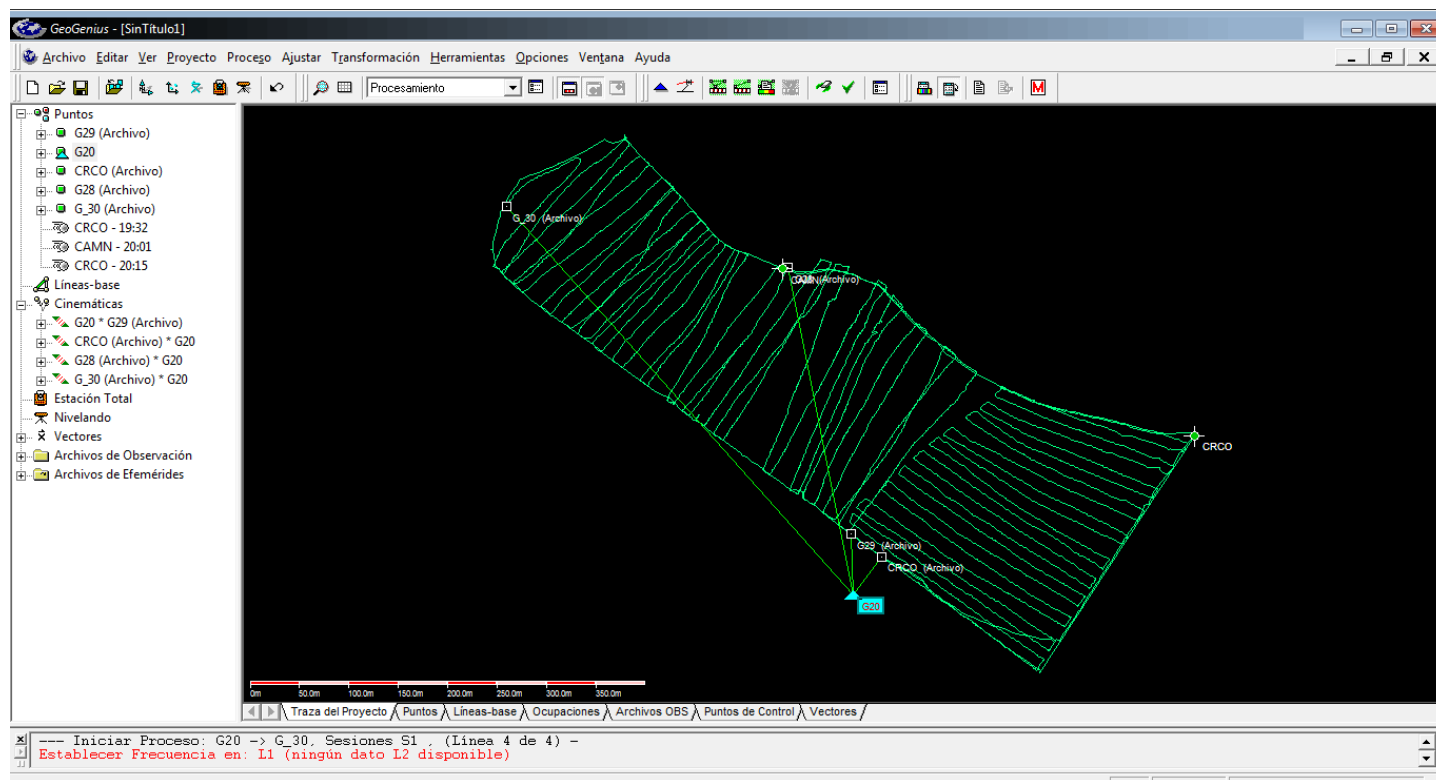 GeoGenius - [SinTítulo1]
Archivo Editar Ver Proyecto Proceso Ajustar Transformación Herramientas Opciones Ventana Ayuda
Procesamiento
M
Puntos
G29 (Archivo)
G20
CRCO (Archivo)
G28 (Archivo)
G_30 (Archivo)
CRCO - 19:32
CAMN - 20:01
CRCO - 20:15
Líneas-base
Cinemáticas
G20 * G29 (Archivo)
CRCO (Archivo) * G20
G28 (Archivo) * G20
G_30 (Archivo) * G20
Estación Total
Nivelando
Vectores
Archivos de Observación
Archivos de Efemérides
G_30 (Archivo)
(Archivo)
CRCO
G29 (Archivo)
CRCO (Archivo)
G20
0m 50.0m 100.0m 150.0m 200.0m 250.0m 300.0m 350.0m
Traza del Proyecto Puntos Líneas-base Ocupaciones Archivos OBS Puntos de Control Vectores
--- Iniciar Proceso: G20 -> G_30, Sesiones S1 , (Línea 4 de 4) -
Establecer Frecuencia en: L1 (ningún dato L2 disponible)